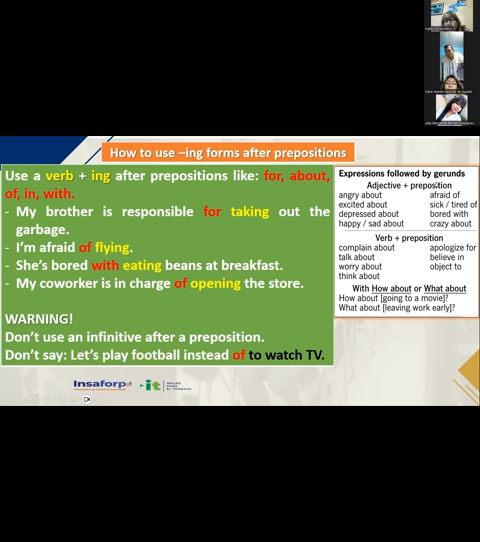 How to use –ing forms after prepositions
Use a verb + ing after prepositions like: for, about,
of, in, with.
- My brother is responsible for taking out the
garbage.
- I'm afraid of flying.
- She's bored with eating beans at breakfast.
- My coworker is in charge of opening the store.
WARNING!
Don't use an infinitive after a preposition.
Don't say: Let's play football instead of to watch TV.
Expressions followed by gerunds
Adjective + preposition
angry about afraid of
excited about sick / tired of
depressed about bored with
happy / sad about crazy about
Verb + preposition
complain about apologize for
talk about believe in
worry about object to
think about
With How about or What about
How about [going to a movie]?
What about [leaving work early]?
Insaforp
it
INGLÉS
PARA
EL TRABAJO